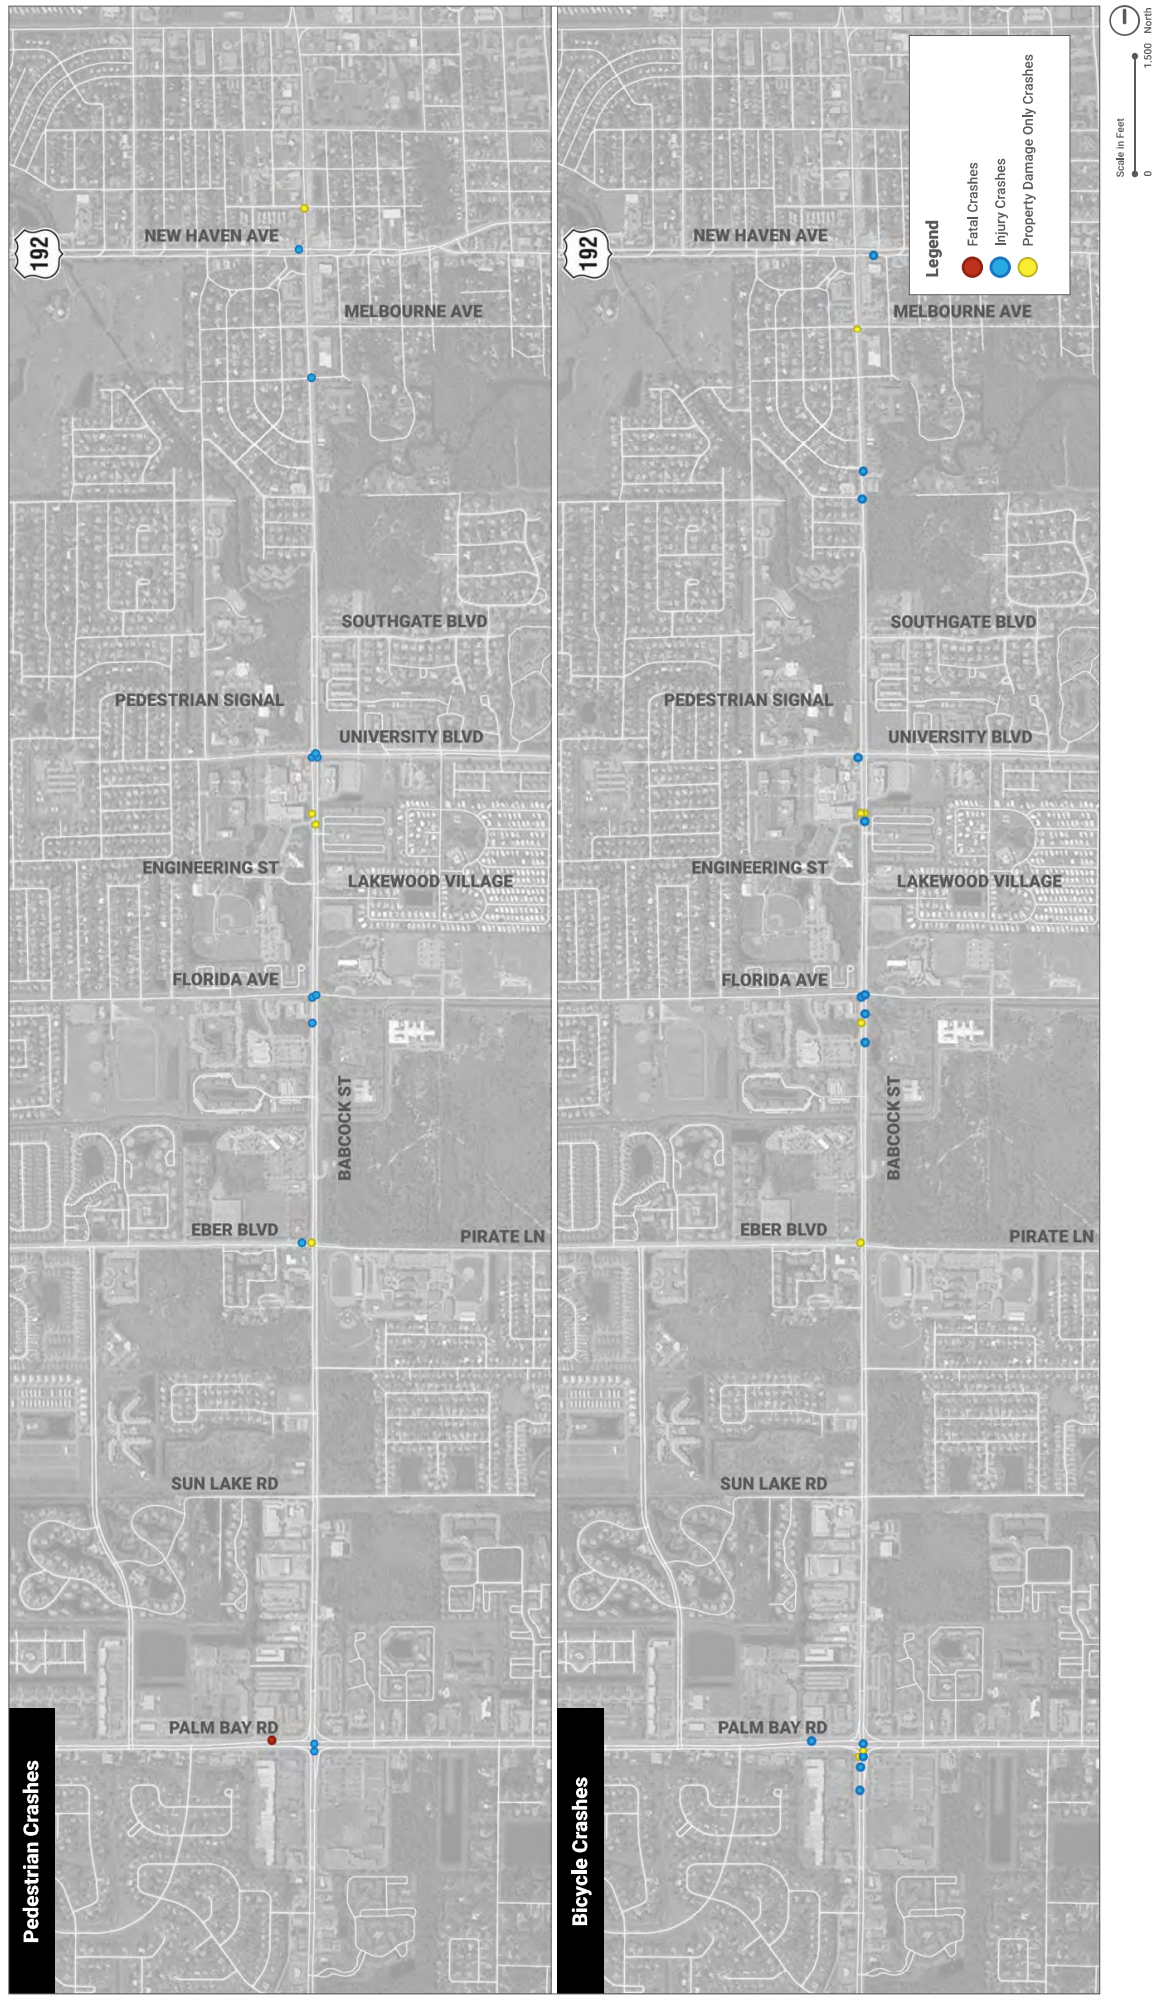 Pedestrian Crashes
192
NEW HAVEN AVE
MELBOURNE AVE
SOUTHGATE BLVD
PEDESTRIAN SIGNAL
UNIVERSITY BLVD
ENGINEERING ST
LAKEWOOD VILLAGE
FLORIDA AVE
BABCOCK ST
EBER BLVD
PIRATE LN
SUN LAKE RD
PALM BAY RD
Bicycle Crashes
192
NEW HAVEN AVE
MELBOURNE AVE
SOUTHGATE BLVD
PEDESTRIAN SIGNAL
UNIVERSITY BLVD
ENGINEERING ST
LAKEWOOD VILLAGE
FLORIDA AVE
BABCOCK ST
EBER BLVD
PIRATE LN
SUN LAKE RD
PALM BAY RD
Legend
Fatal Crashes
Injury Crashes
Property Damage Only Crashes
Scale in Feet
0 1,500
North